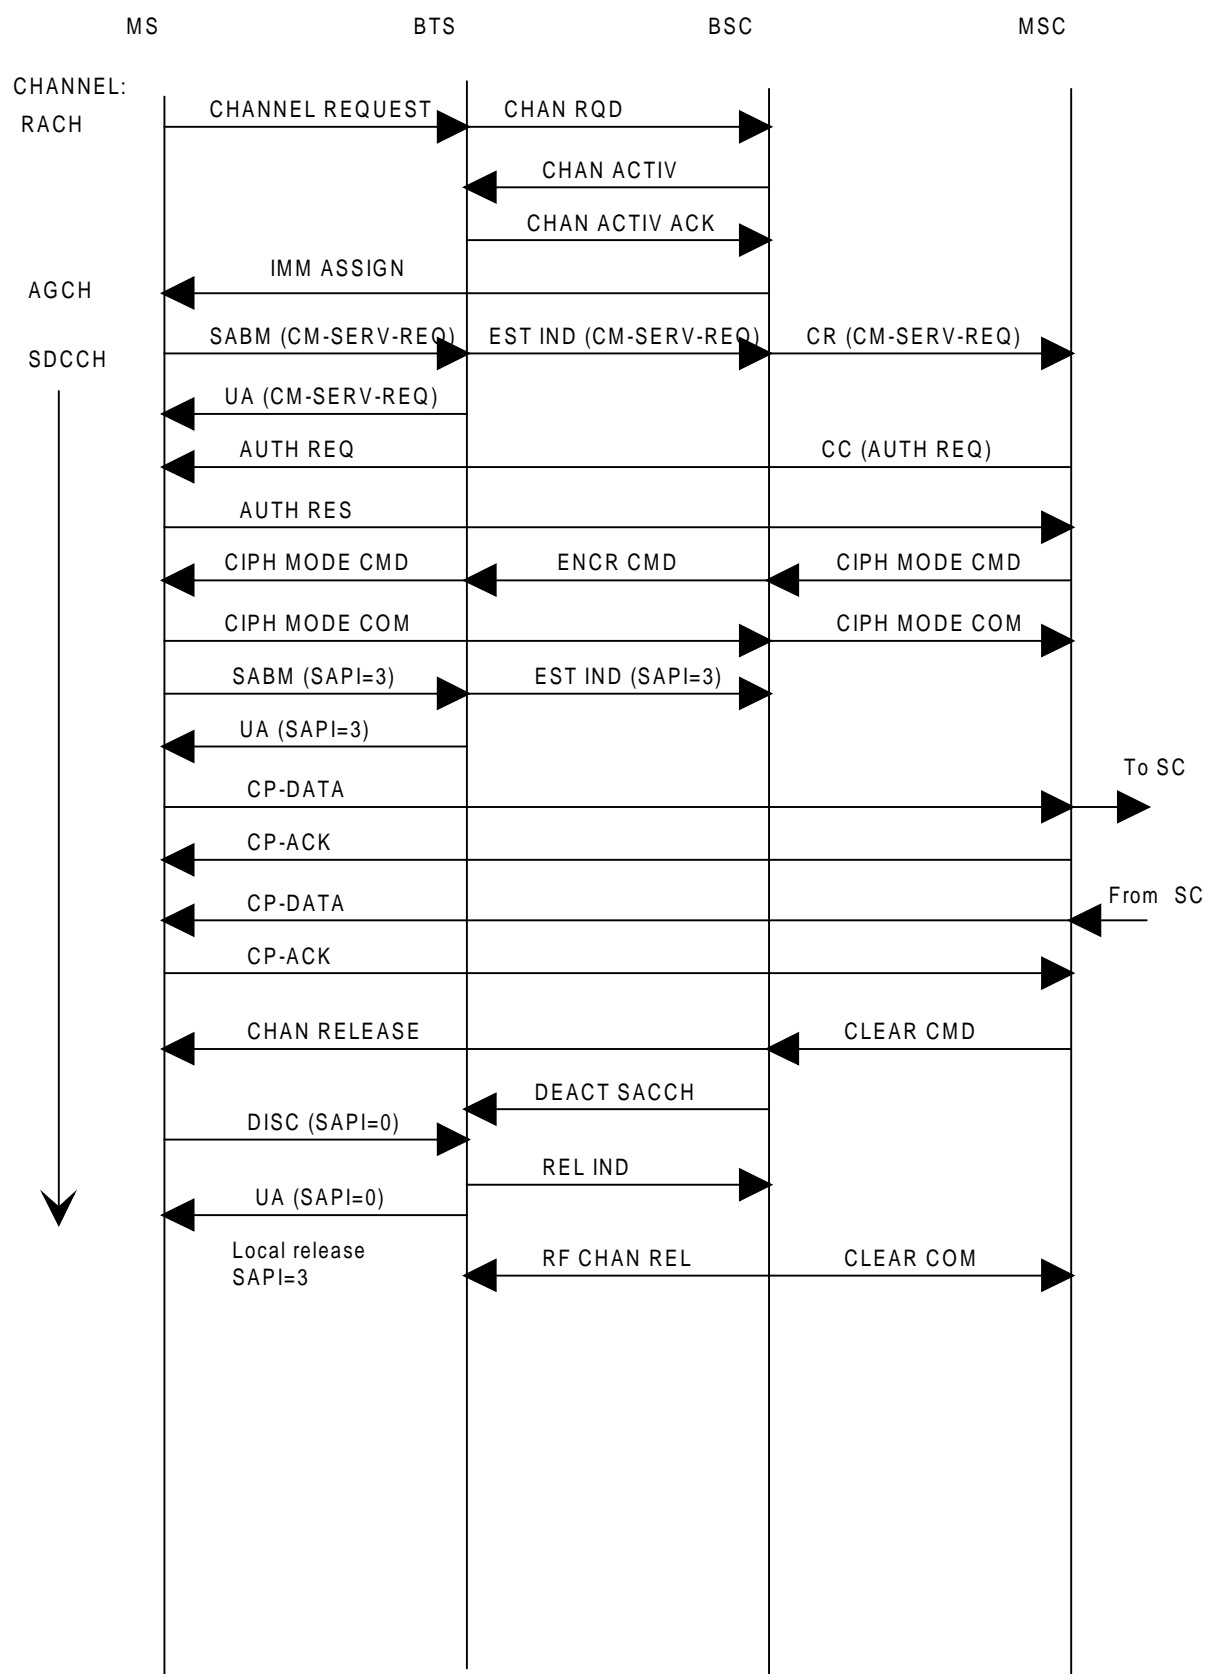 MS BTS BSC MSC
CHANNEL:
RACH CHANNEL REQUEST CHAN RQD
CHAN ACTIV
CHAN ACTIV ACK
AGCH IMM ASSIGN
SDCCH SABM (CM-SERV-REQ) EST IND (CM-SERV-REQ) CR (CM-SERV-REQ)
UA (CM-SERV-REQ)
AUTH REQ CC (AUTH REQ)
AUTH RES
CIPH MODE CMD ENCR CMD CIPH MODE CMD
CIPH MODE COM CIPH MODE COM
SABM (SAPI=3) EST IND (SAPI=3)
UA (SAPI=3)
To SC
CP-DATA
CP-ACK
CP-DATA From SC
CP-ACK
CHAN RELEASE CLEAR CMD
DEACT SACCH
DISC (SAPI=0)
REL IND
UA (SAPI=0)
Local release RF CHAN REL CLEAR COM
SAPI=3